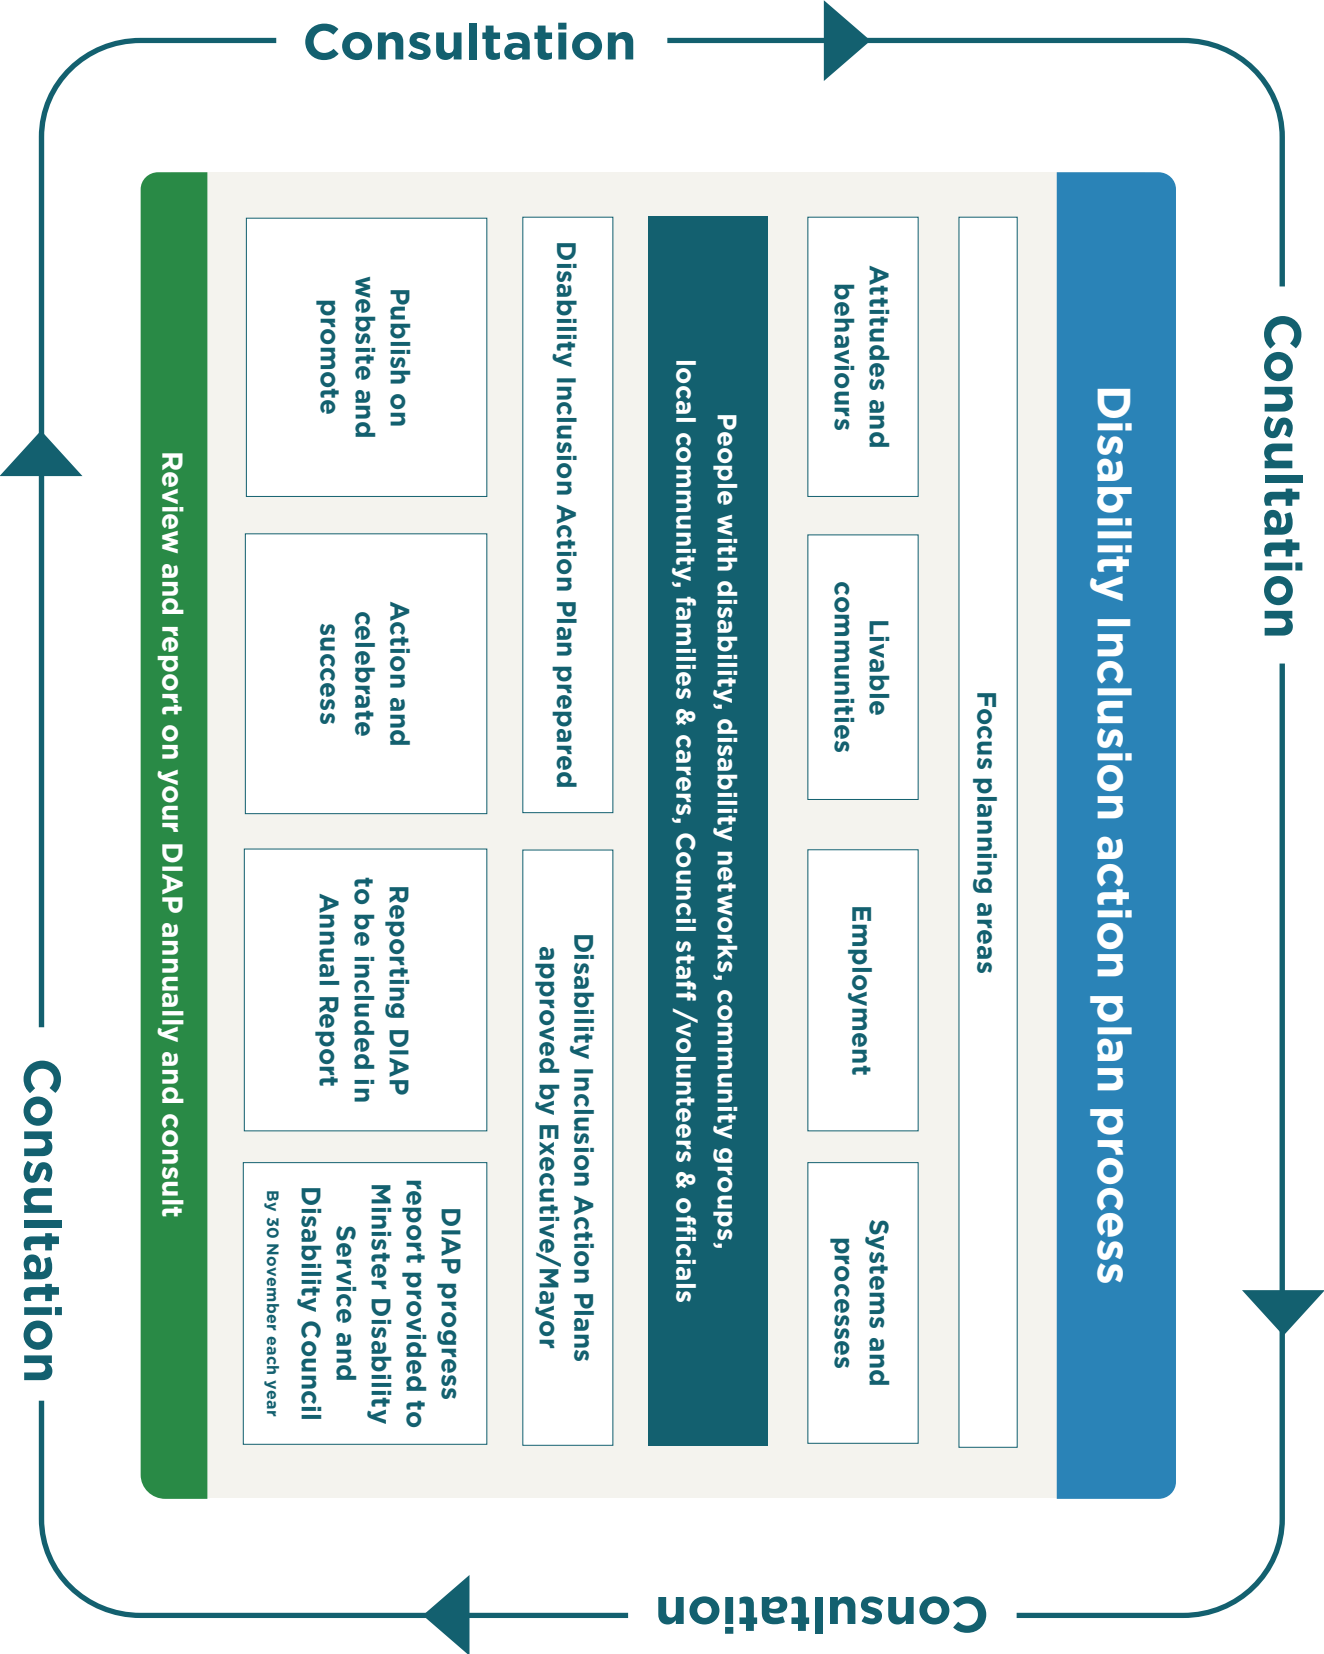 Consultation
Disability Inclusion action plan process
Focus planning areas
Attitudes and
behaviours
Livable
communities
Employment
Systems and
processes
People with disability, disability networks, community groups,
local community, families & carers, Council staff /volunteers & officials
Disability Inclusion Action Plan prepared
Disability Inclusion Action Plans
approved by Executive/Mayor
Publish on
website and
promote
Action and
celebrate
success
Reporting DIAP
to be included in
Annual Report
DIAP progress
report provided to
Minister Disability
Service and
Disability Council
By 30 November each year
Review and report on your DIAP annually and consult
Consultation
Consultation
Consultation